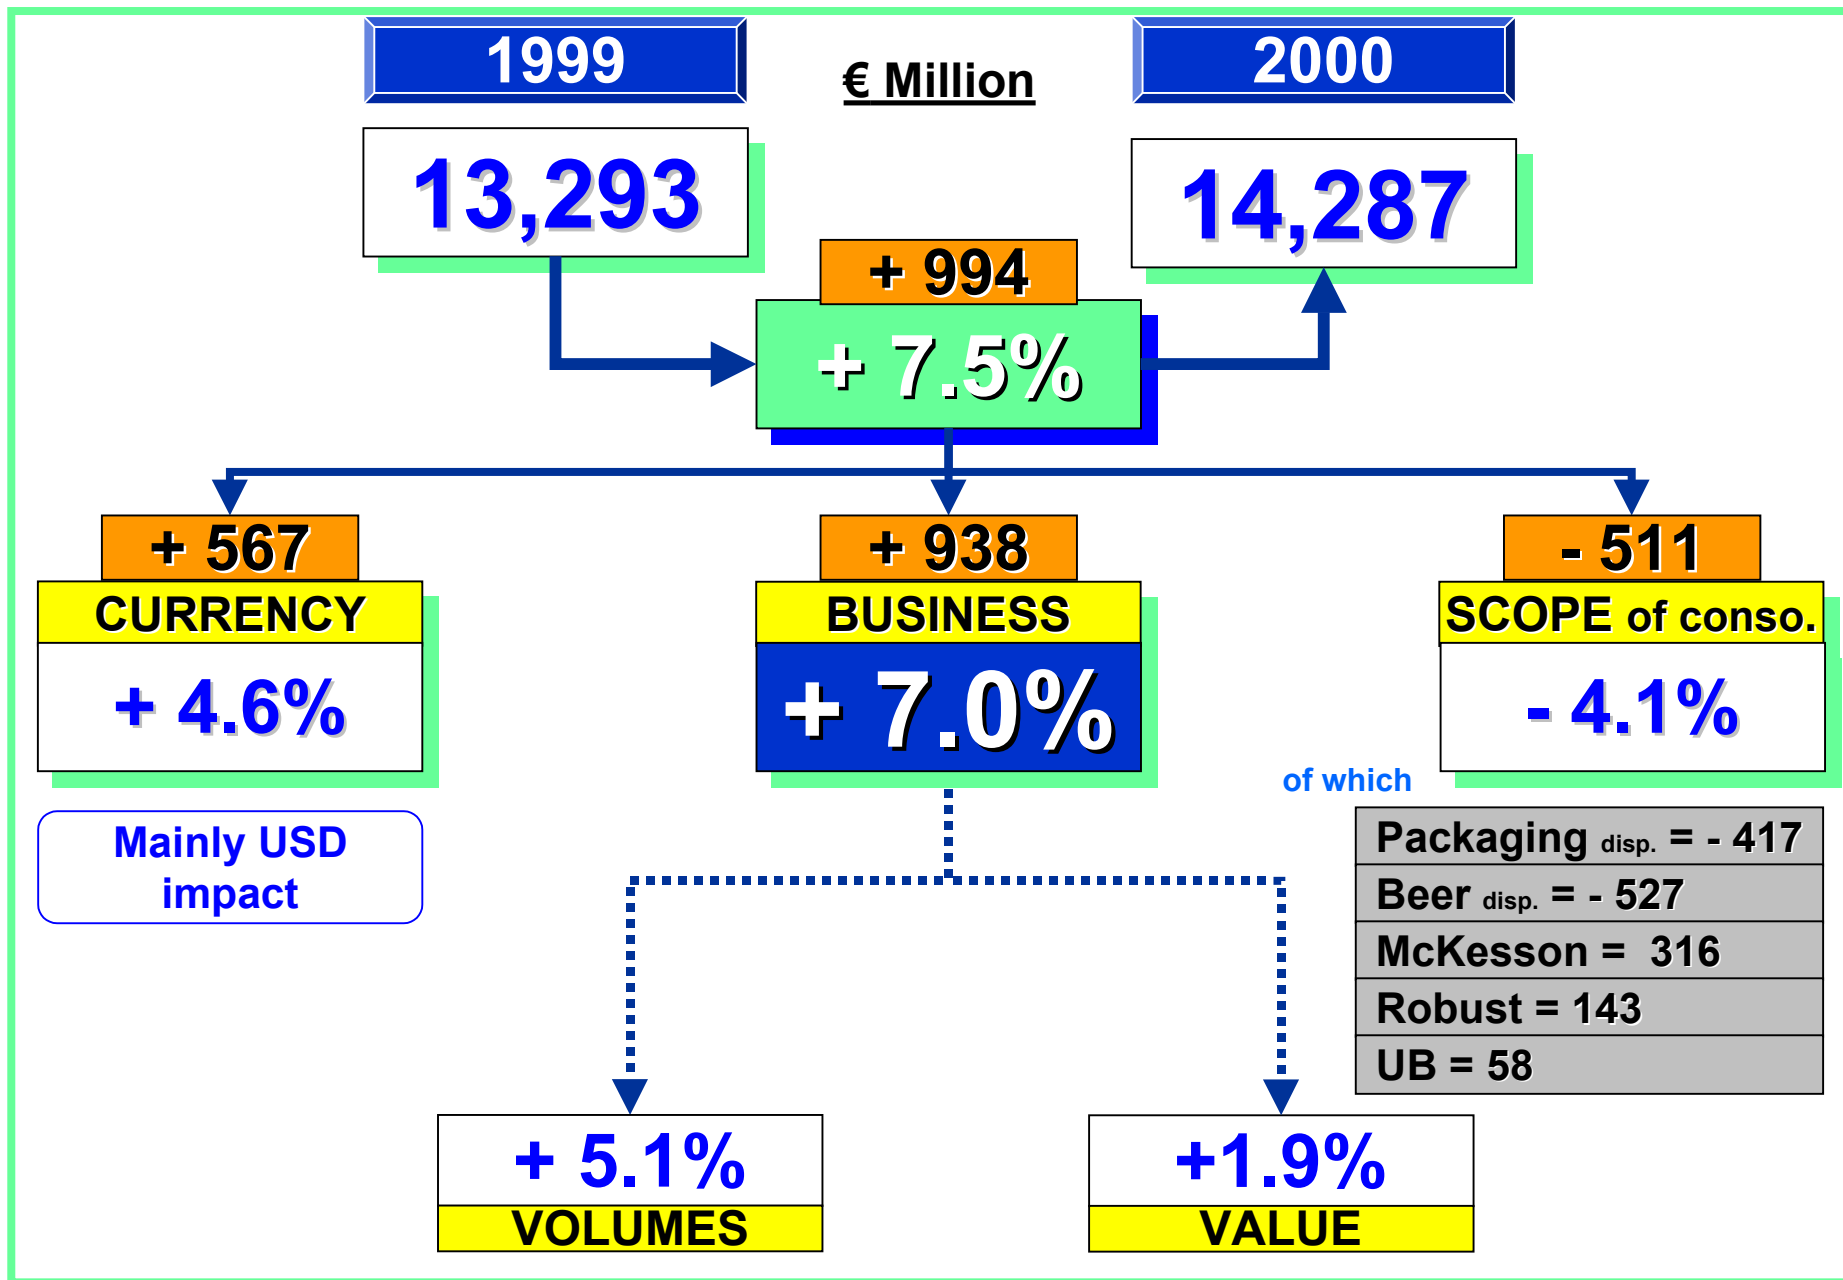 1999
€ Million
2000
13,293
14,287
+ 994
+ 7.5%
+ 567
CURRENCY
+ 4.6%
Mainly USD
impact
+ 938
BUSINESS
+ 7.0%
- 511
SCOPE of conso.
- 4.1%
of which
Packaging disp. = - 417
Beer disp. = - 527
McKesson = 316
Robust = 143
UB = 58
+ 5.1%
VOLUMES
+1.9%
VALUE